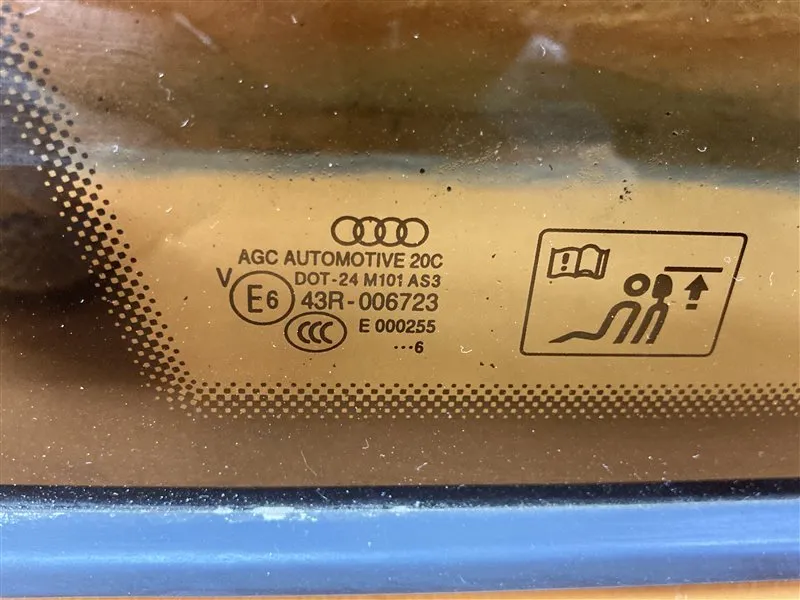 AGC AUTOMOTIVE 20C
DOT-24 M101 AS3
V
E6 43R-006723
CCC E 000255
...6